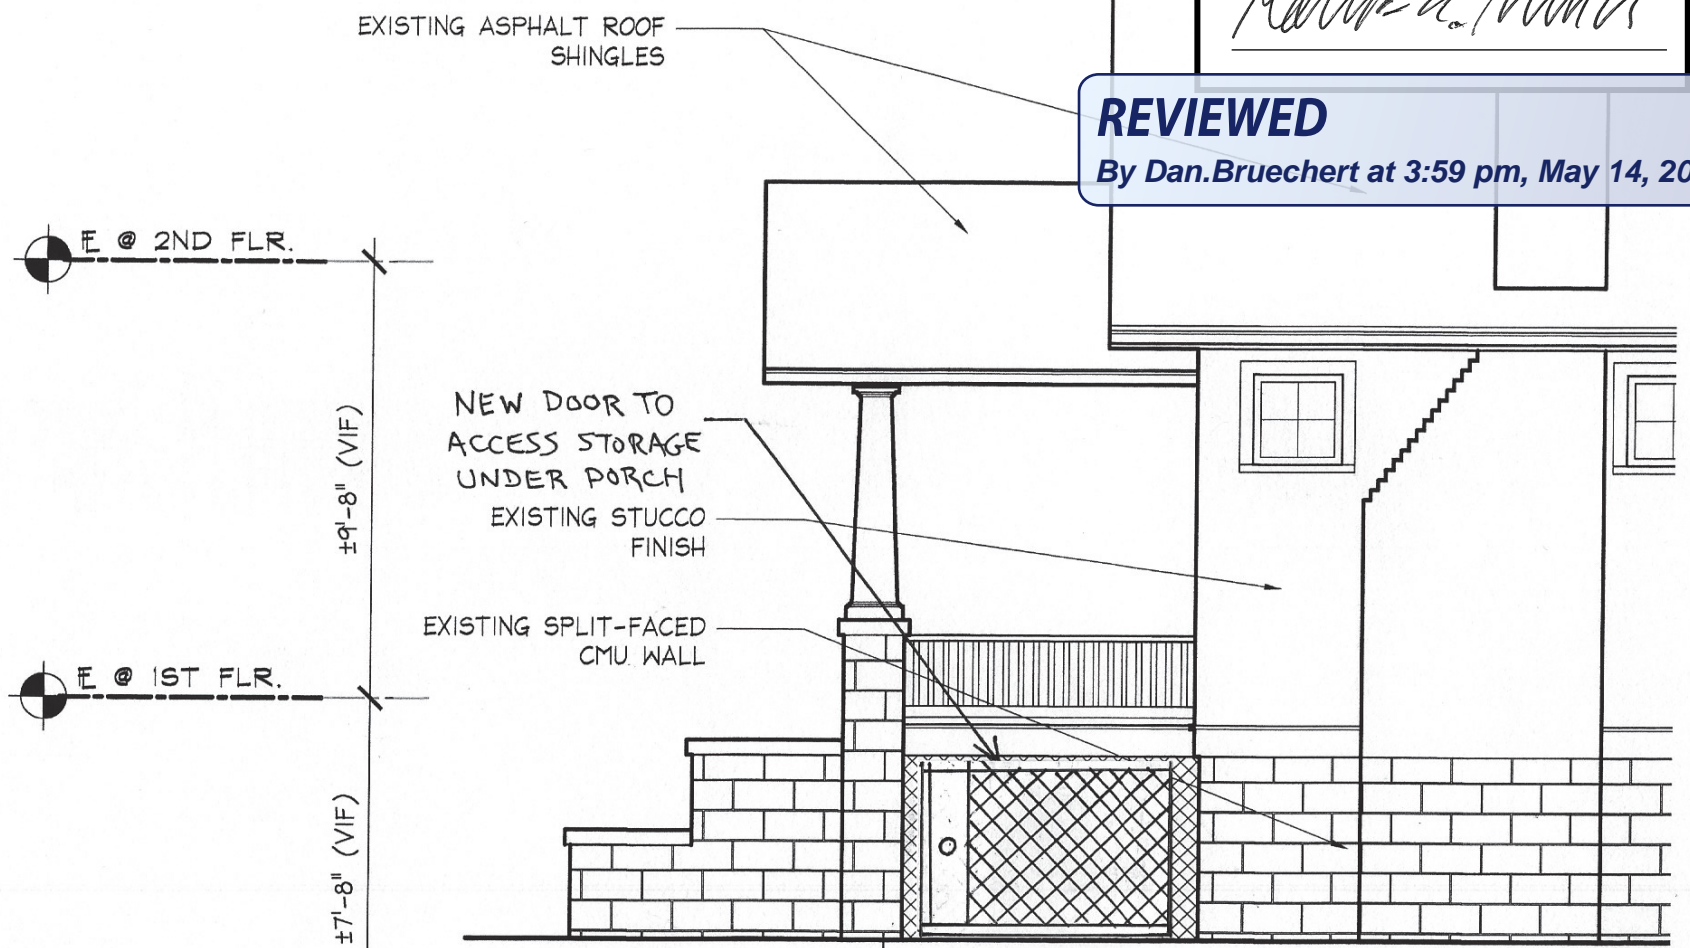 EXISTING ASPHALT ROOF
SHINGLES
REVIEWED
By Dan.Bruechert at 3:59 pm, May 14, 20
E @ 2ND FLR.
NEW DOOR TO
ACCESS STORAGE
UNDER PORCH
±9'-8" (VIF)
EXISTING STUCCO
FINISH
EXISTING SPLIT-FACED
CMU WALL
E @ 1ST FLR.
±7'-8" (VIF)